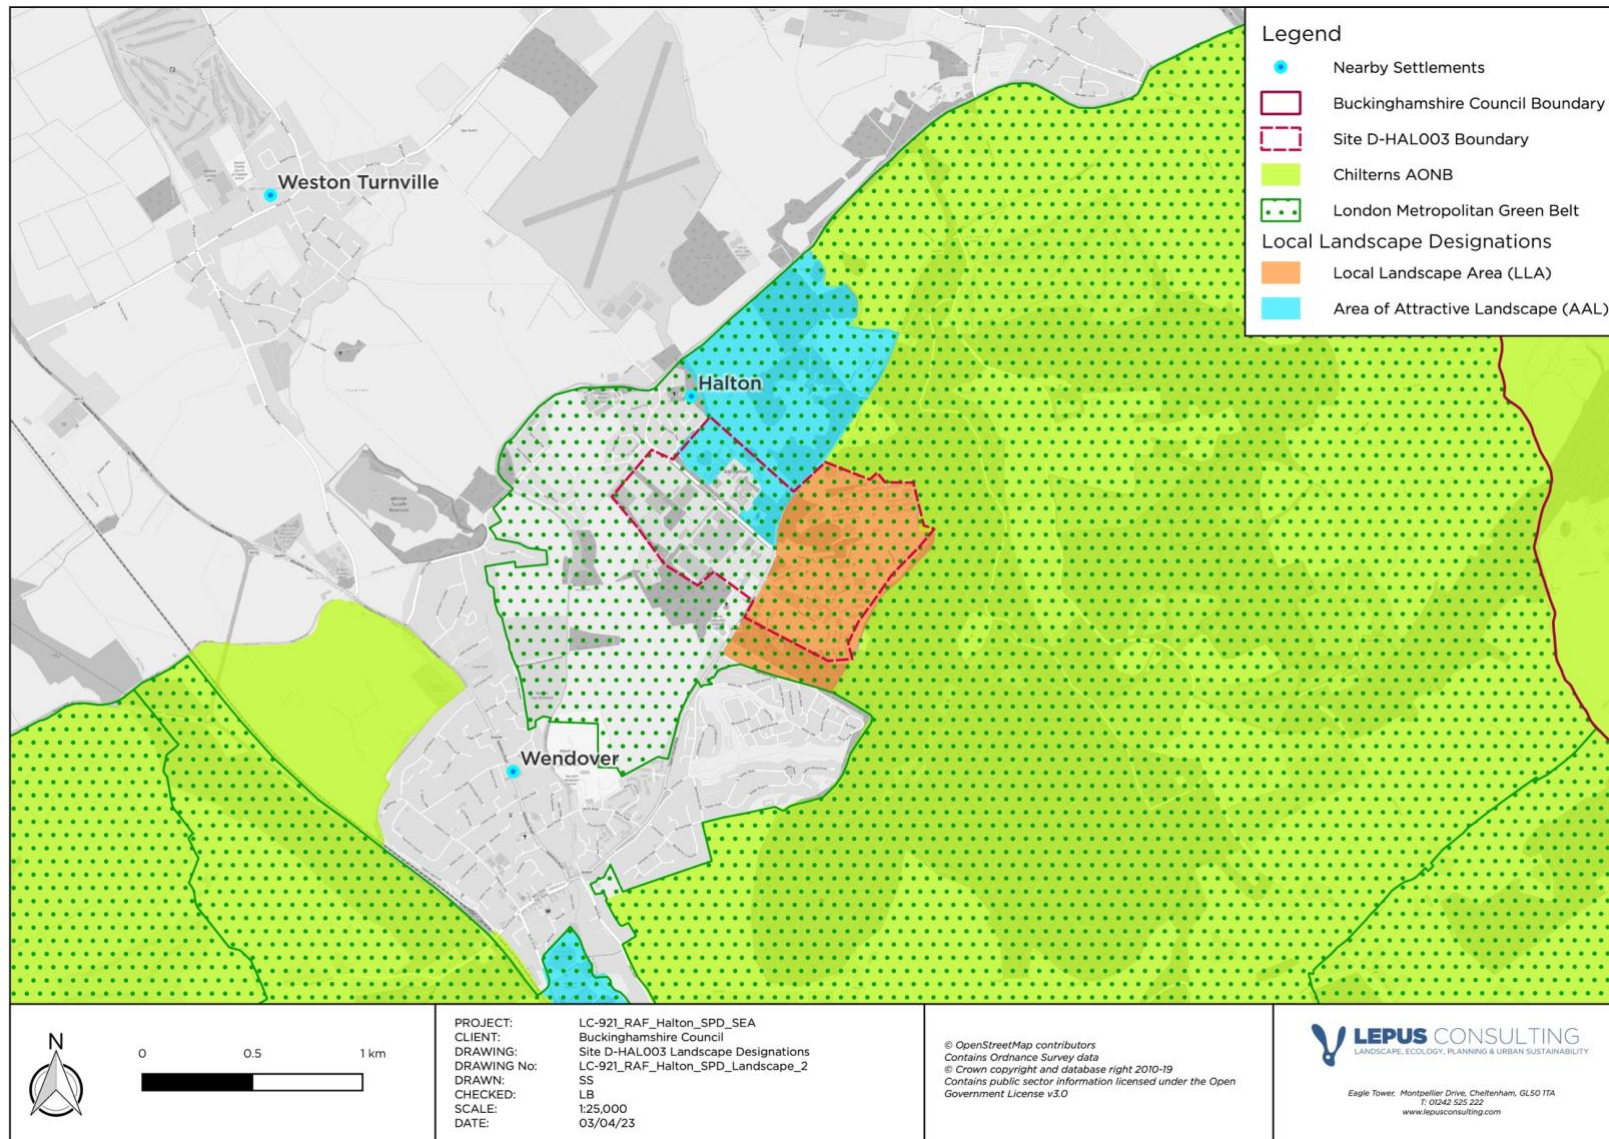 Legend
Nearby Settlements
Buckinghamshire Council Boundary
Site D-HAL003 Boundary
Chilterns AONB
London Metropolitan Green Belt
Local Landscape Designations
Local Landscape Area (LLA)
Area of Attractive Landscape (AAL)
Weston Turnville
Halton
Wendover
N
0 0.5 1 km
PROJECT: LC-921_RAF_Halton_SPD_SEA
CLIENT: Buckinghamshire Council
DRAWING: Site D-HAL003 Landscape Designations
DRAWING No: LC-921_RAF_Halton_SPD_Landscape_2
DRAWN: SS
CHECKED: LB
SCALE: 1:25,000
DATE: 03/04/23
© OpenStreetMap contributors
Contains Ordnance Survey data
© Crown copyright and database right 2010-19
Contains public sector information licensed under the Open
Government License v3.0
LEPUS CONSULTING
LANDSCAPE, ECOLOGY, PLANNING & URBAN SUSTAINABILITY
Eagle Tower, Montpellier Drive, Cheltenham, GL50 1TA
T: 01242 525 222
www.lepusconsulting.com